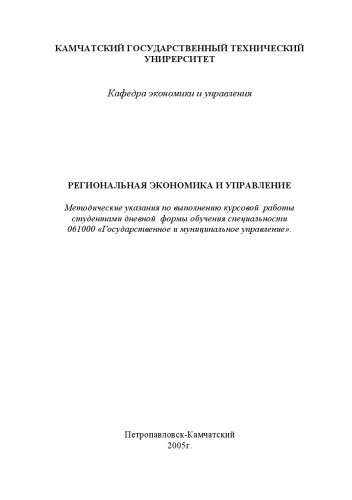 КАМЧАТСКИЙ ГОСУДАРСТВЕННЫЙ ТЕХНИЧЕСКИЙ
УНИРЕРСИТЕТ
Кафедра экономики и управления
РЕГИОНАЛЬНАЯ ЭКОНОМИКА И УПРАВЛЕНИЕ
Методические указания по выполнению курсовой работы
студентами дневной формы обучения специальности
061000 «Государственное и муниципальное управление».
Петропавловск-Камчатский
2005г.